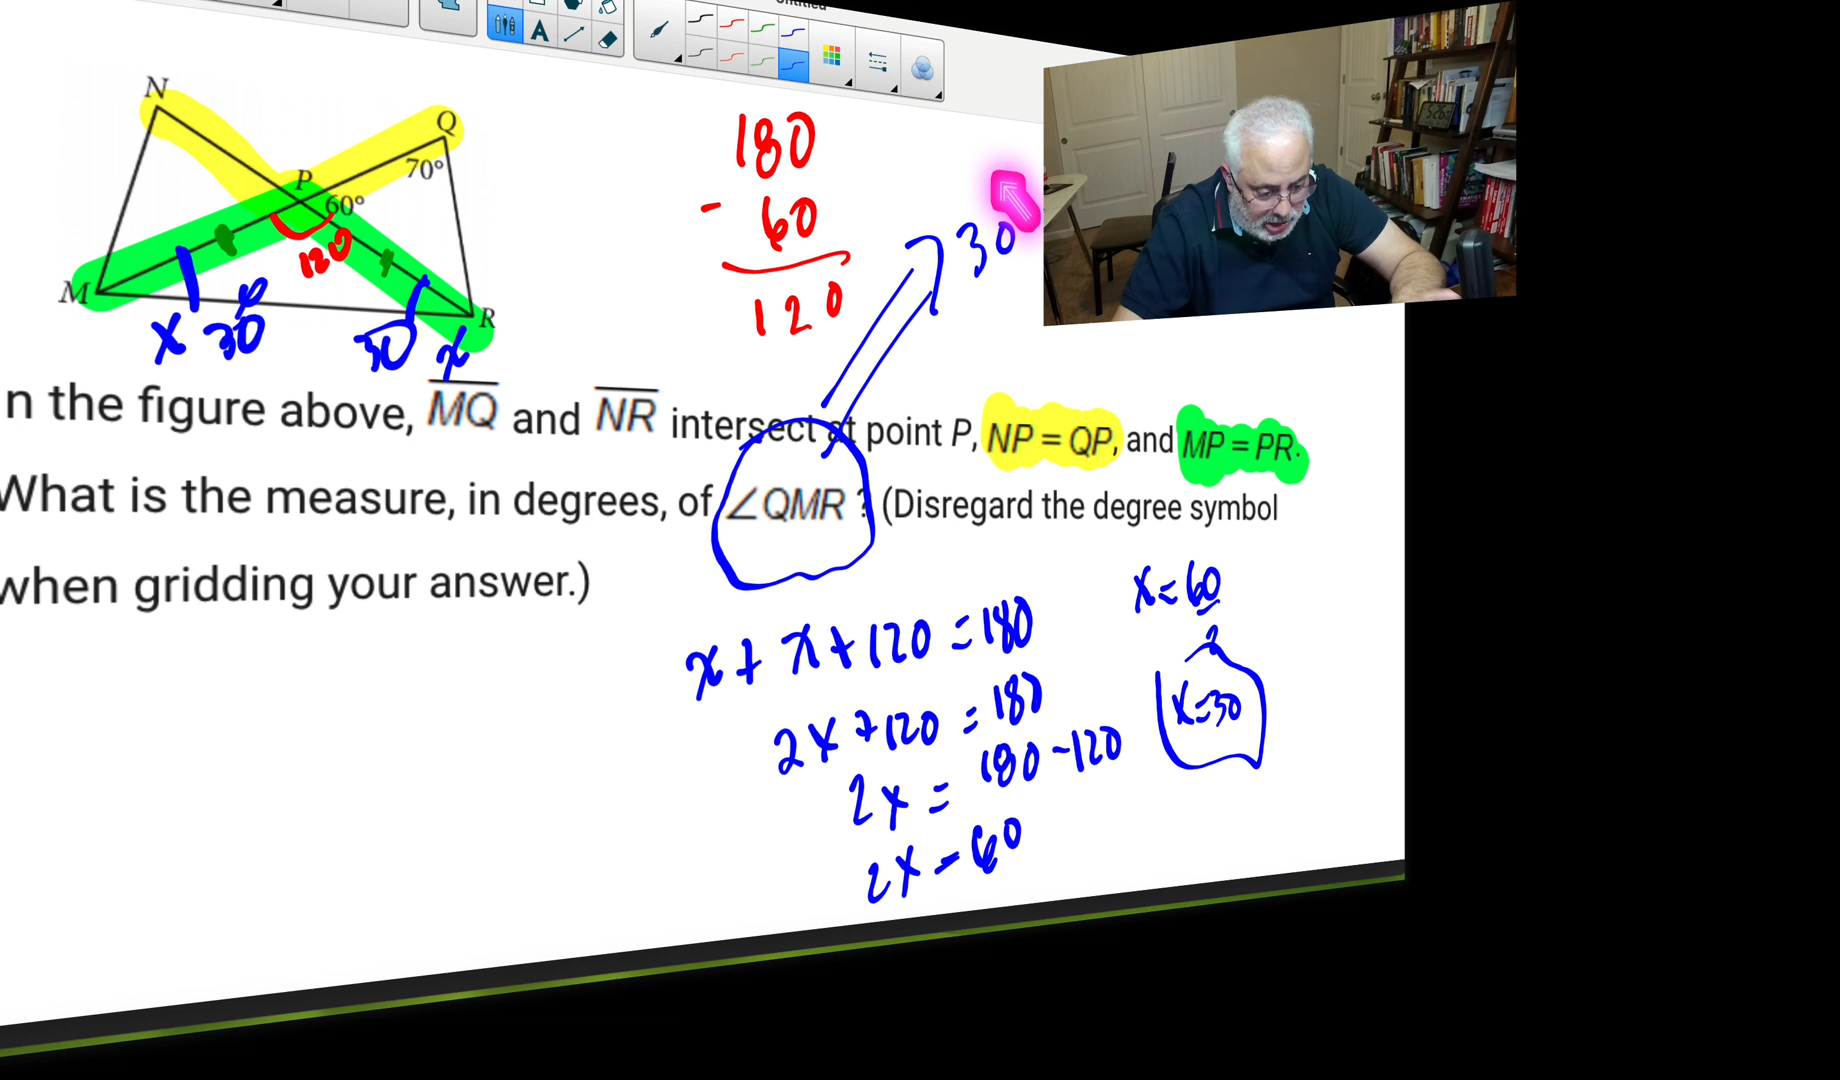 Untitled
N
Q
70°
P
60°
120
M
R
x 30
30 x
180
- 60
120
30
n the figure above, MQ and NR intersect at point P, NP = QP, and MP = PR.
What is the measure, in degrees, of ∠QMR ? (Disregard the degree symbol
when gridding your answer.)
x + x + 120 = 180
2x + 120 = 180
2x = 180 - 120
2x = 60
x = 60
2
x = 30